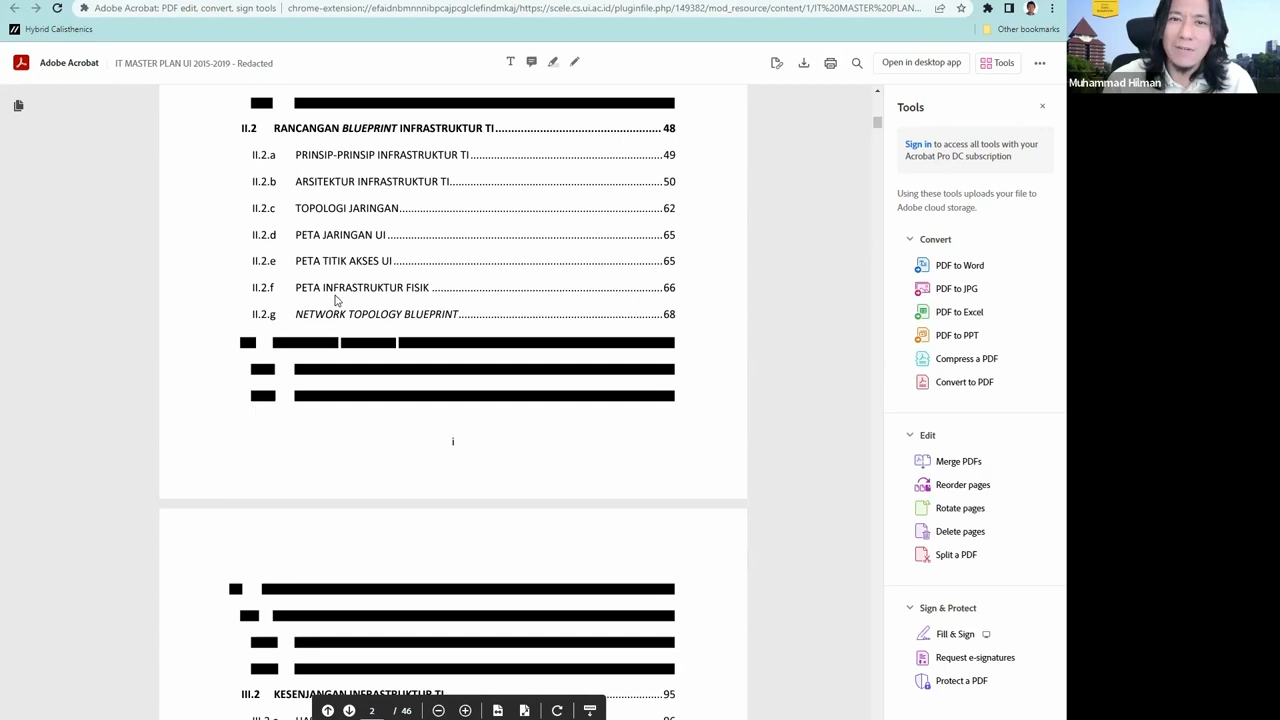 Adobe Acrobat: PDF edit, convert, sign tools
chrome-extension://efaidnbmnnnibpcajpcglclefindmkaj/https://scele.cs.ui.ac.id/pluginfile.php/149382/mod_resource/content/1/IT%20MASTER%20PLAN...
Hybrid Calisthenics
Other bookmarks
Adobe Acrobat
IT MASTER PLAN UI 2015-2019 - Redacted
Open in desktop app
Tools
Muhammad Hilman
II.2 RANCANGAN BLUEPRINT INFRASTRUKTUR TI 48
II.2.a PRINSIP-PRINSIP INFRASTRUKTUR TI 49
II.2.b ARSITEKTUR INFRASTRUKTUR TI 50
II.2.c TOPOLOGI JARINGAN 62
II.2.d PETA JARINGAN UI 65
II.2.e PETA TITIK AKSES UI 65
II.2.f PETA INFRASTRUKTUR FISIK 66
II.2.g NETWORK TOPOLOGY BLUEPRINT 68
i
III.2 KESENJANGAN INFRASTRUKTUR TI 95
2 / 46
Tools
Sign in to access all tools with your
Acrobat Pro DC subscription
Using these tools uploads your file to
Adobe cloud storage.
Convert
PDF to Word
PDF to JPG
PDF to Excel
PDF to PPT
Compress a PDF
Convert to PDF
Edit
Merge PDFs
Reorder pages
Rotate pages
Delete pages
Split a PDF
Sign & Protect
Fill & Sign
Request e-signatures
Protect a PDF